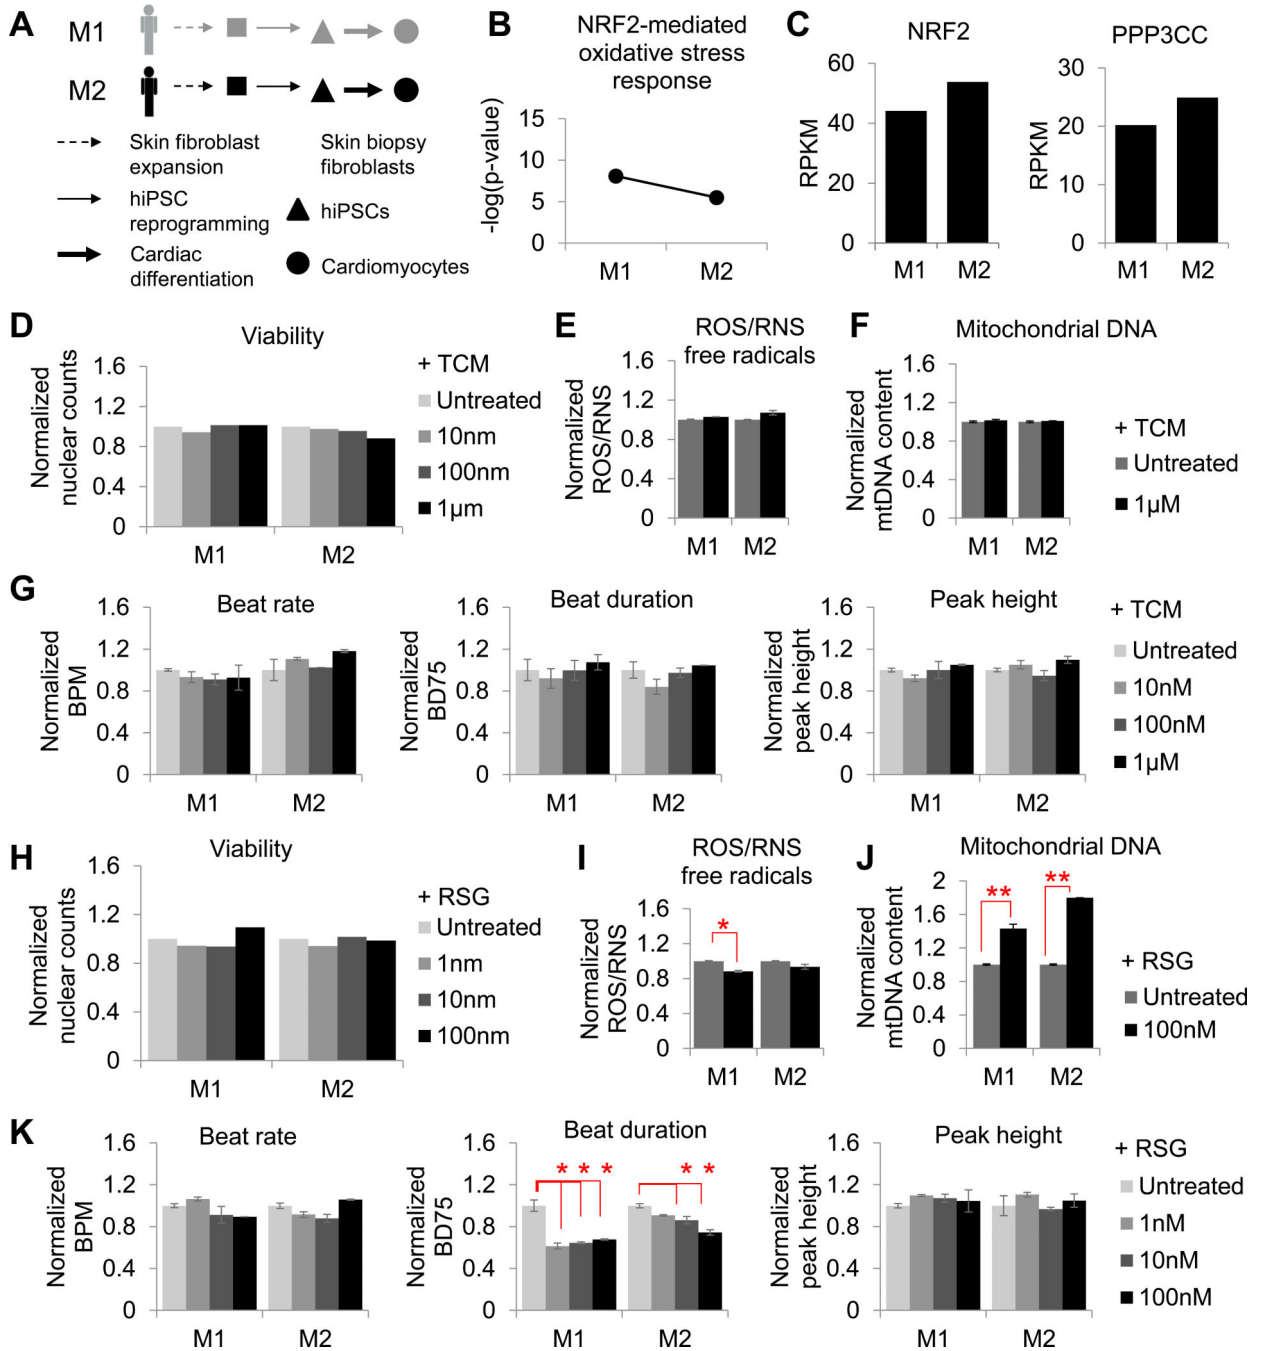 A
M1
M2
Skin fibroblast
expansion
hiPSC
reprogramming
Cardiac
differentiation
Skin biopsy
fibroblasts
hiPSCs
Cardiomyocytes
B
NRF2-mediated
oxidative stress
response
-log(p-value)
15
10
5
0
M1
M2
C
NRF2
RPKM
60
40
20
0
M1
M2
PPP3CC
RPKM
30
20
10
0
M1
M2
D
Viability
Normalized
nuclear counts
1.6
1.2
0.8
0.4
0
M1
M2
+ TCM
Untreated
10nm
100nm
1µm
E
ROS/RNS
free radicals
Normalized
ROS/RNS
1.6
1.2
0.8
0.4
0
M1
M2
F
Mitochondrial DNA
Normalized
mtDNA content
1.6
1.2
0.8
0.4
0
M1
M2
+ TCM
Untreated
1µM
G
Beat rate
Normalized
BPM
1.6
1.2
0.8
0.4
0
M1
M2
Beat duration
Normalized
BD75
1.6
1.2
0.8
0.4
0
M1
M2
Peak height
Normalized
peak height
1.6
1.2
0.8
0.4
0
M1
M2
+ TCM
Untreated
10nM
100nM
1µM
H
Viability
Normalized
nuclear counts
1.6
1.2
0.8
0.4
0
M1
M2
+ RSG
Untreated
1nm
10nm
100nm
I
ROS/RNS
free radicals
Normalized
ROS/RNS
1.6
1.2
0.8
0.4
0
*
M1
M2
J
Mitochondrial DNA
Normalized
mtDNA content
2
1.6
1.2
0.8
0.4
0
**
**
M1
M2
+ RSG
Untreated
100nM
K
Beat rate
Normalized
BPM
1.6
1.2
0.8
0.4
0
M1
M2
Beat duration
Normalized
BD75
1.6
1.2
0.8
0.4
0
* * *
* *
M1
M2
Peak height
Normalized
peak height
1.6
1.2
0.8
0.4
0
M1
M2
+ RSG
Untreated
1nM
10nM
100nM